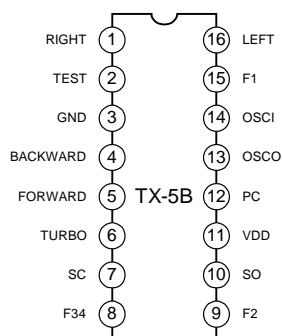 RIGHT 1 16 LEFT
TEST 2 15 F1
GND 3 14 OSCI
BACKWARD 4 13 OSCO
FORWARD 5 TX-5B 12 PC
TURBO 6 11 VDD
SC 7 10 SO
F34 8 9 F2